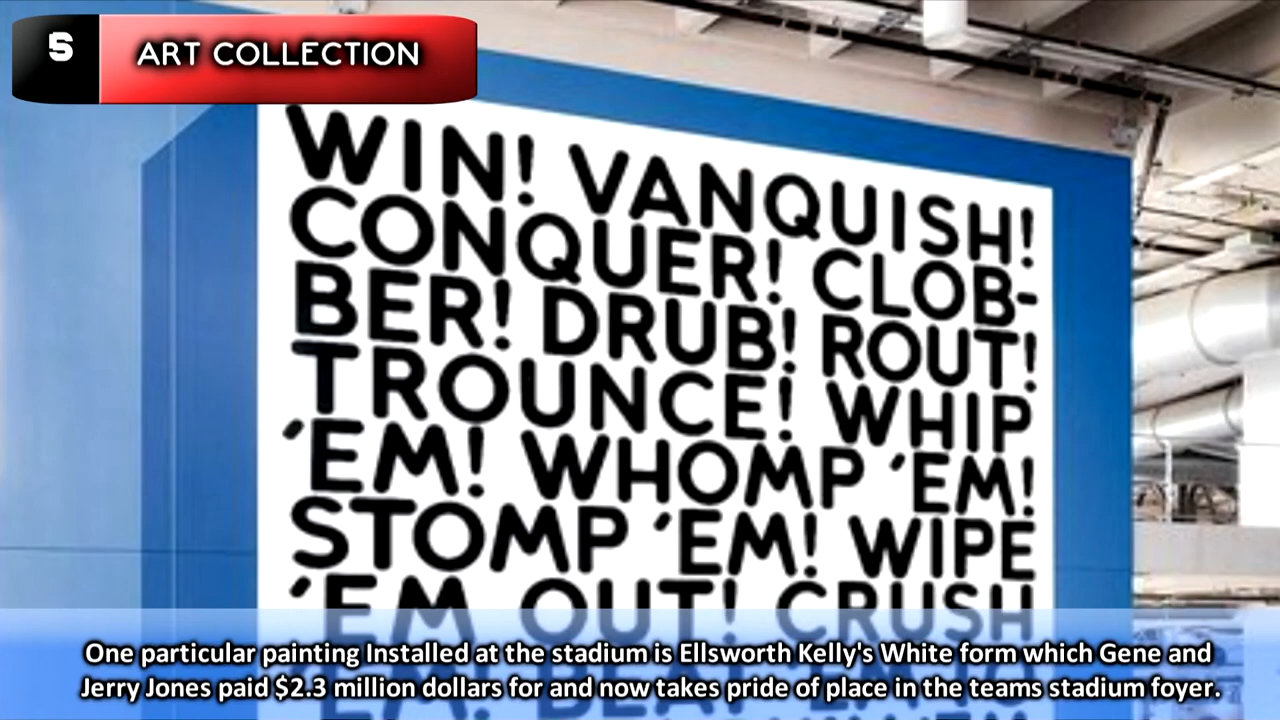 5
ART COLLECTION
WIN! VANQUISH!
CONQUER! CLOB-
BER! DRUB! ROUT!
TROUNCE! WHIP
'EM! WHOMP 'EM!
STOMP 'EM! WIPE
'EM OUT! CRUSH
One particular painting Installed at the stadium is Ellsworth Kelly's White form which Gene and
Jerry Jones paid $2.3 million dollars for and now takes pride of place in the teams stadium foyer.